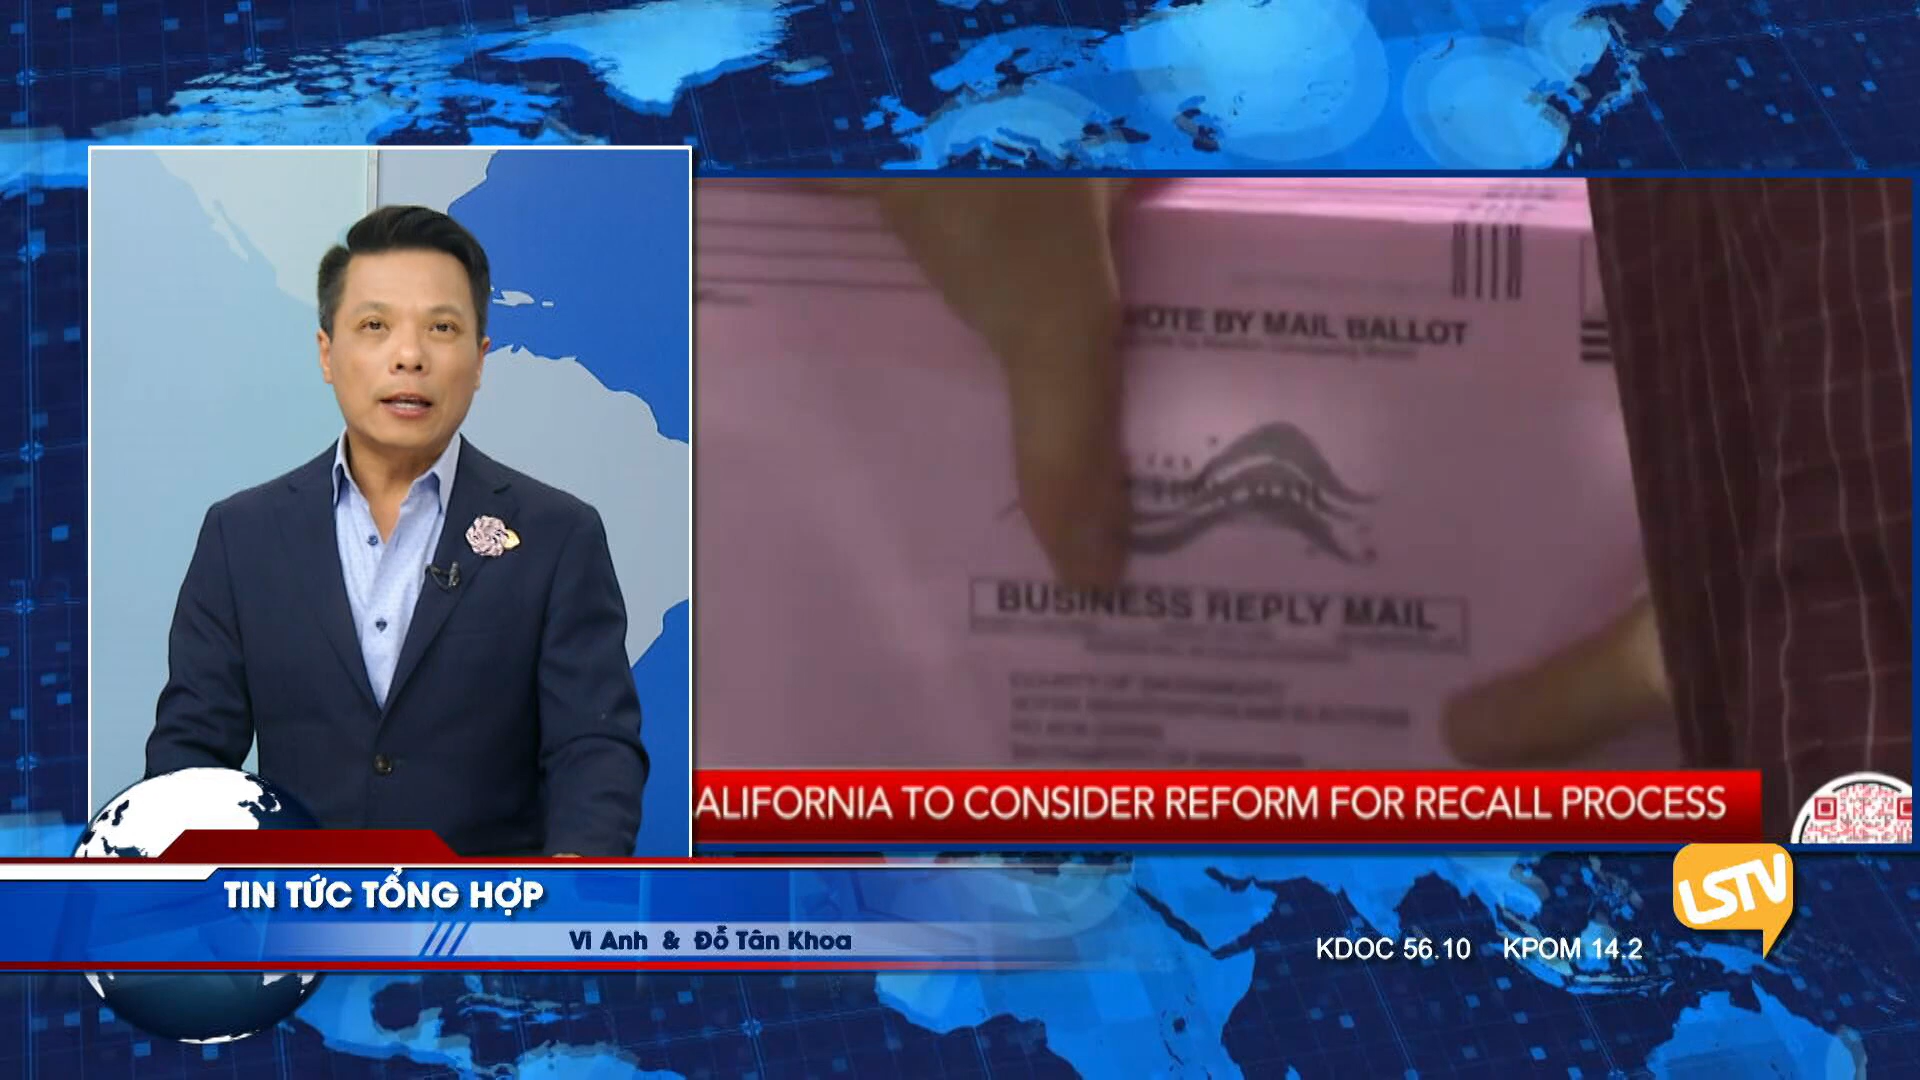 VOTE BY MAIL BALLOT
BUSINESS REPLY MAIL
ALIFORNIA TO CONSIDER REFORM FOR RECALL PROCESS
TIN TỨC TỔNG HỢP
Vi Anh & Đỗ Tân Khoa
LSTV
KDOC 56.10 KPOM 14.2